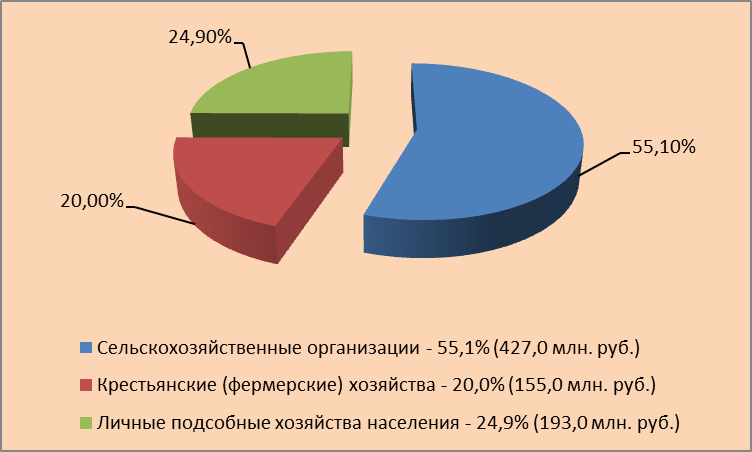 24,90%
55,10%
20,00%
Сельскохозяйственные организации - 55,1% (427,0 млн. руб.)
Крестьянские (фермерские) хозяйства - 20,0% (155,0 млн. руб.)
Личные подсобные хозяйства населения - 24,9% (193,0 млн. руб.)